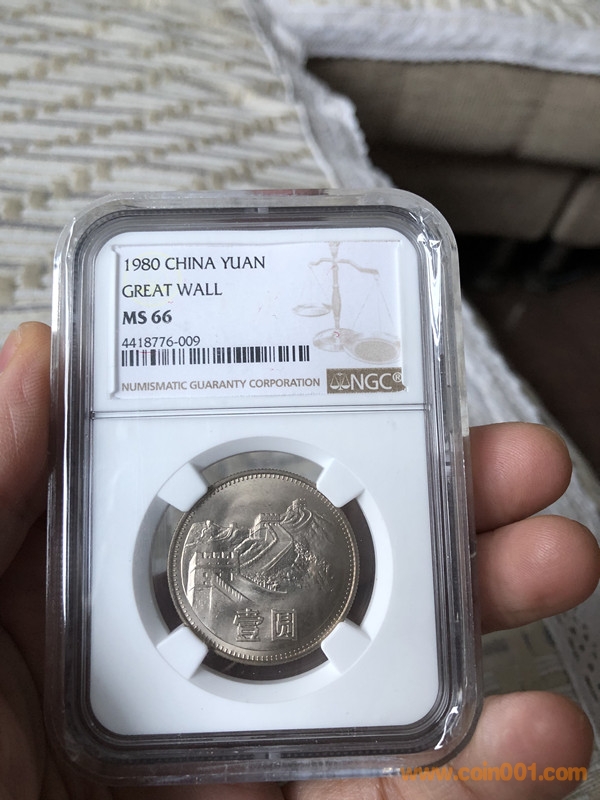 1980 CHINA YUAN
GREAT WALL
MS 66
4418776-009
NUMISMATIC GUARANTY CORPORATION NGC®
壹圆
www.coin001.com